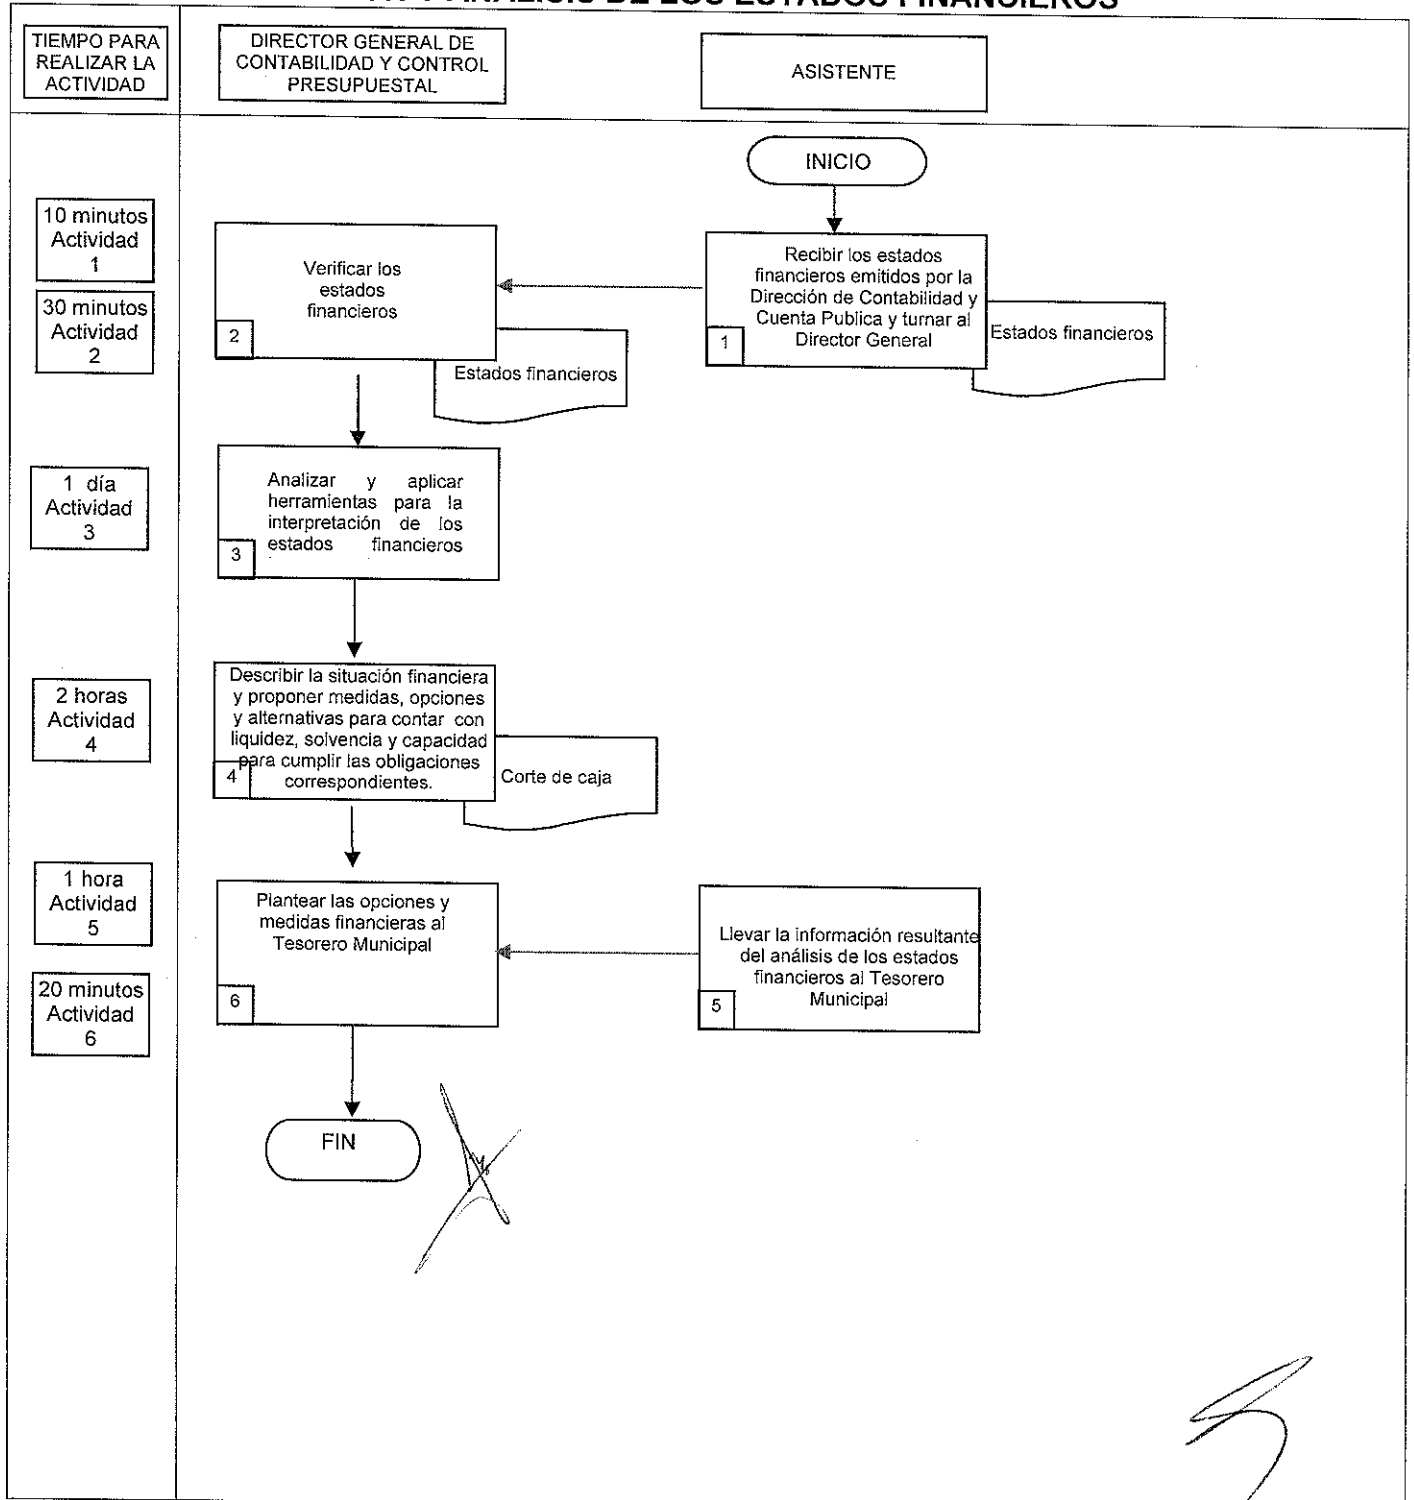 ANÁLISIS DE LOS ESTADOS FINANCIEROS
TIEMPO PARA
REALIZAR LA
ACTIVIDAD
DIRECTOR GENERAL DE
CONTABILIDAD Y CONTROL
PRESUPUESTAL
ASISTENTE
INICIO
10 minutos
Actividad
1
Verificar los
estados
financieros
2
Estados financieros
Recibir los estados
financieros emitidos por la
Dirección de Contabilidad y
Cuenta Publica y turnar al
Director General
1
Estados financieros
30 minutos
Actividad
2
1 día
Actividad
3
Analizar y aplicar
herramientas para la
interpretación de los
estados financieros
3
2 horas
Actividad
4
Describir la situación financiera
y proponer medidas, opciones
y alternativas para contar con
liquidez, solvencia y capacidad
para cumplir las obligaciones
correspondientes.
4
Corte de caja
1 hora
Actividad
5
Plantear las opciones y
medidas financieras al
Tesorero Municipal
6
Llevar la información resultante
del análisis de los estados
financieros al Tesorero
Municipal
5
20 minutos
Actividad
6
FIN